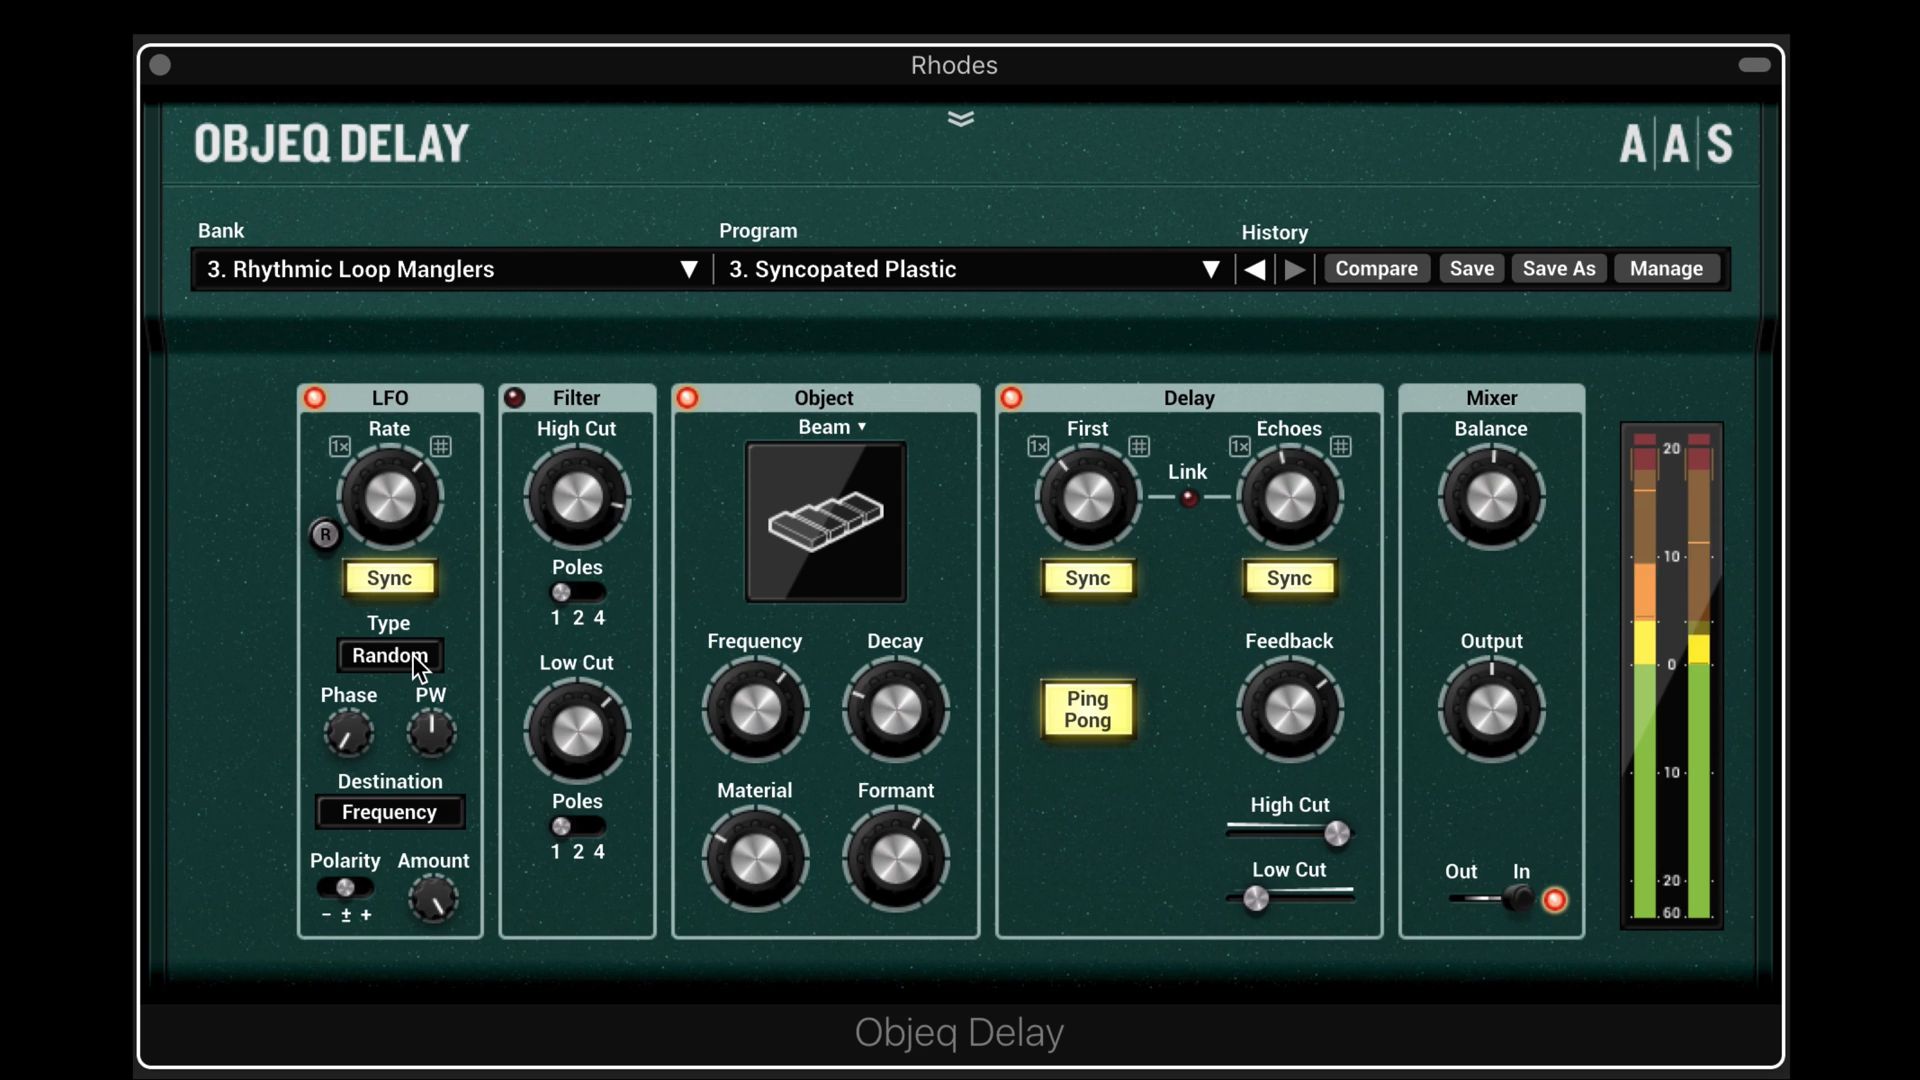 Rhodes
OBJEQ DELAY
A|A|S
Bank
Program
History
3. Rhythmic Loop Manglers
3. Syncopated Plastic
Compare
Save
Save As
Manage
LFO
Rate
1x
R
Sync
Type
Random
Phase
PW
Destination
Frequency
Polarity
Amount
- ± +
Filter
High Cut
Poles
1 2 4
Low Cut
Poles
1 2 4
Object
Beam
Frequency
Decay
Material
Formant
Delay
First
Echoes
1x
1x
Link
Sync
Sync
Ping
Pong
Feedback
High Cut
Low Cut
Mixer
Balance
Output
Out
In
20
10
0
10
20
60
Objeq Delay